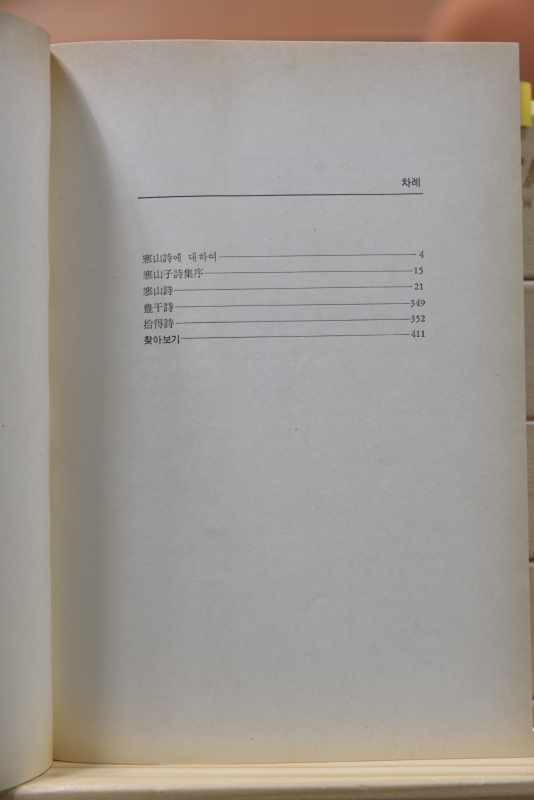 차례
寒山詩에 대하여 4
寒山子詩集序 15
寒山詩 21
豊干詩 349
拾得詩 352
찾아보기 411